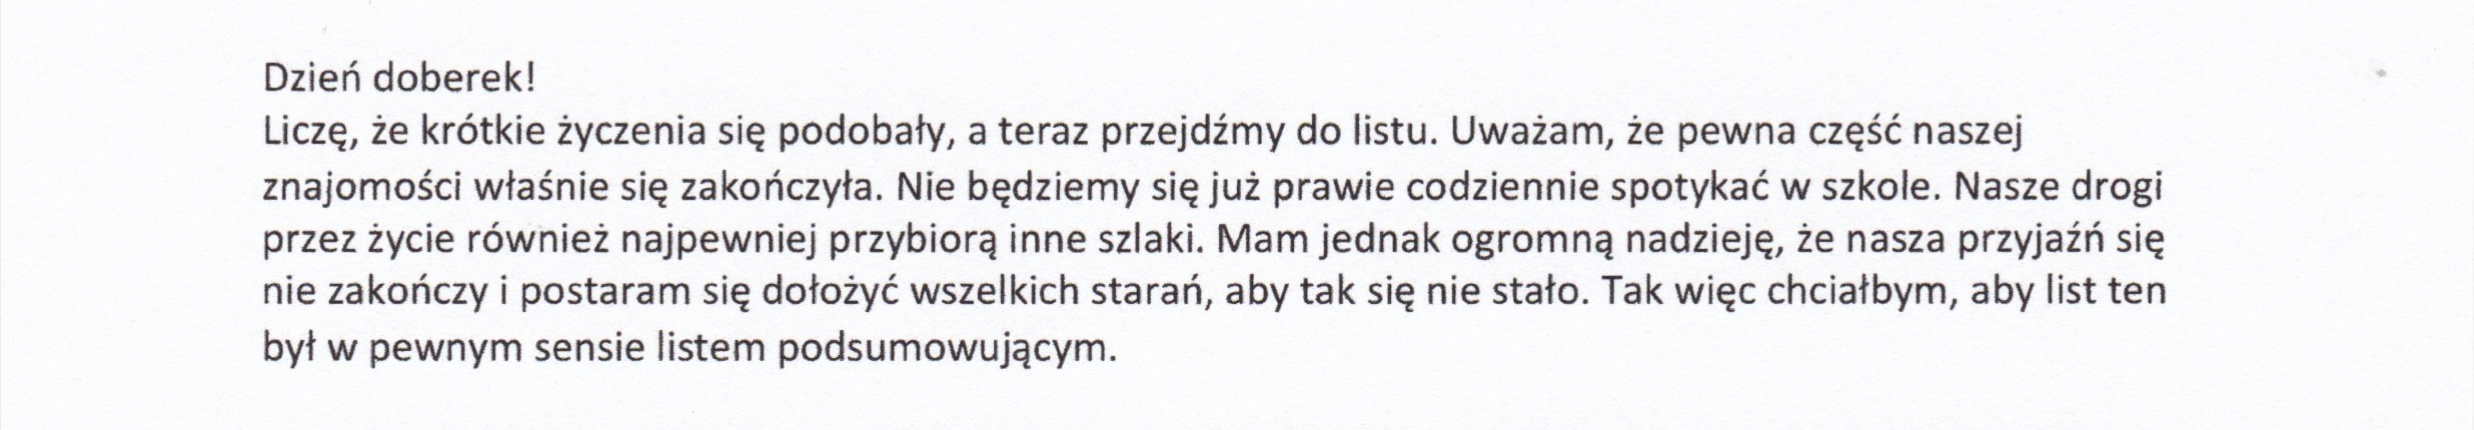 Dzień doberek!
Liczę, że krótkie życzenia się podobały, a teraz przejdźmy do listu. Uważam, że pewna część naszej
znajomości właśnie się zakończyła. Nie będziemy się już prawie codziennie spotykać w szkole. Nasze drogi
przez życie również najpewniej przybiorą inne szlaki. Mam jednak ogromną nadzieję, że nasza przyjaźń się
nie zakończy i postaram się dołożyć wszelkich starań, aby tak się nie stało. Tak więc chciałbym, aby list ten
był w pewnym sensie listem podsumowującym.